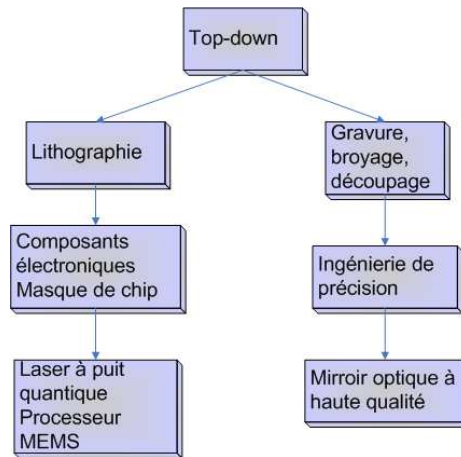 Top-down
Lithographie
Gravure,
broyage,
découpage
Composants
électroniques
Masque de chip
Ingénierie de
précision
Laser à puit
quantique
Processeur
MEMS
Mirroir optique à
haute qualité